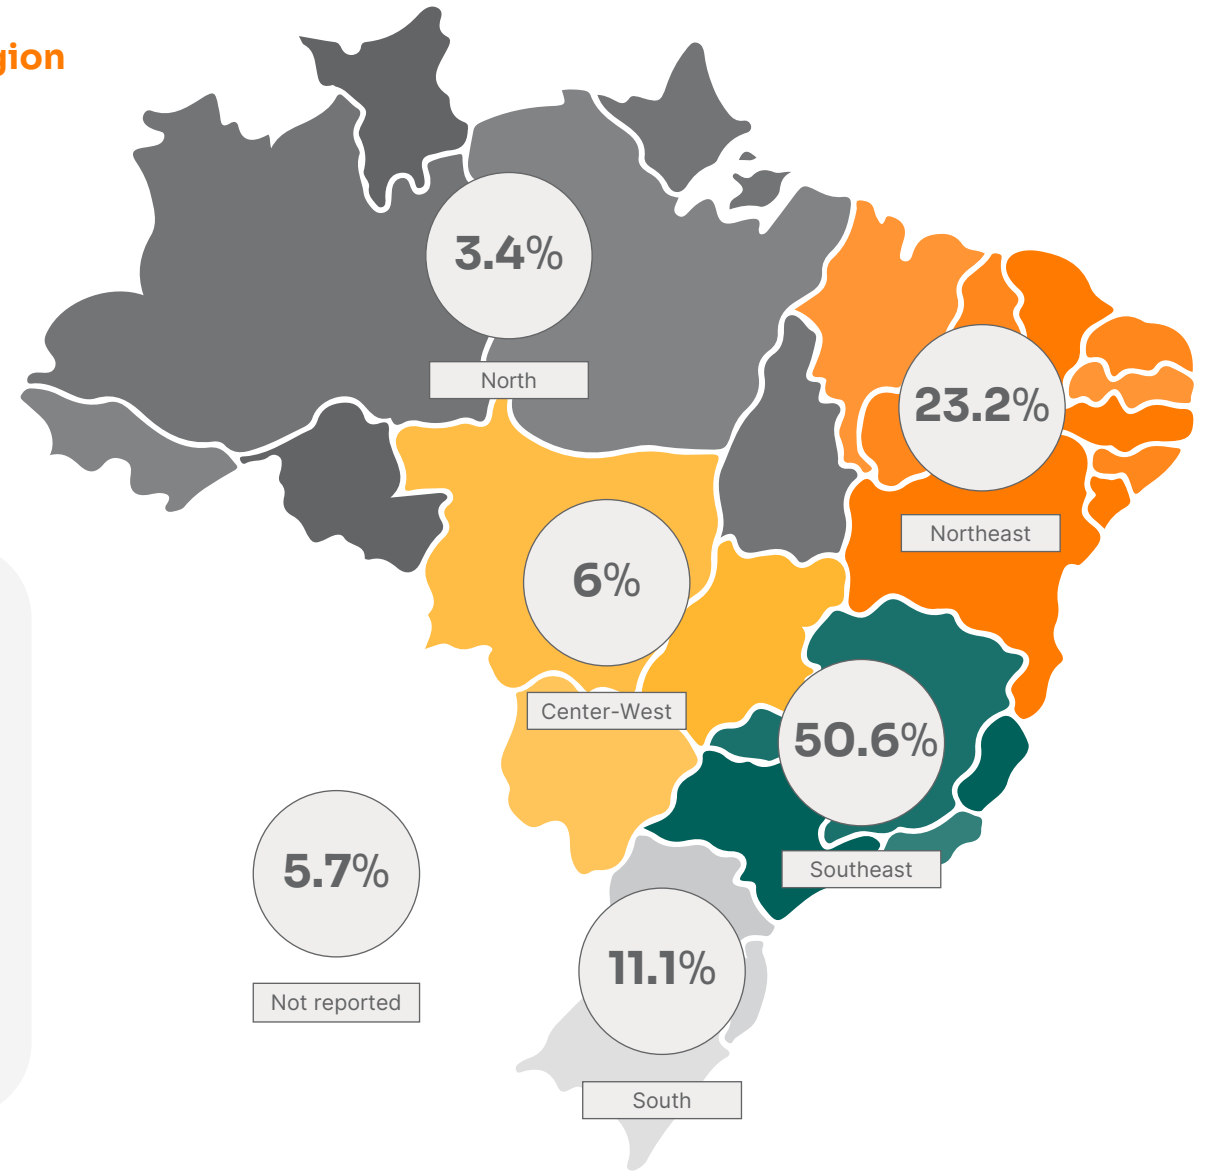 3.4%
North
23.2%
Northeast
6%
Center-West
50.6%
Southeast
5.7%
Not reported
11.1%
South